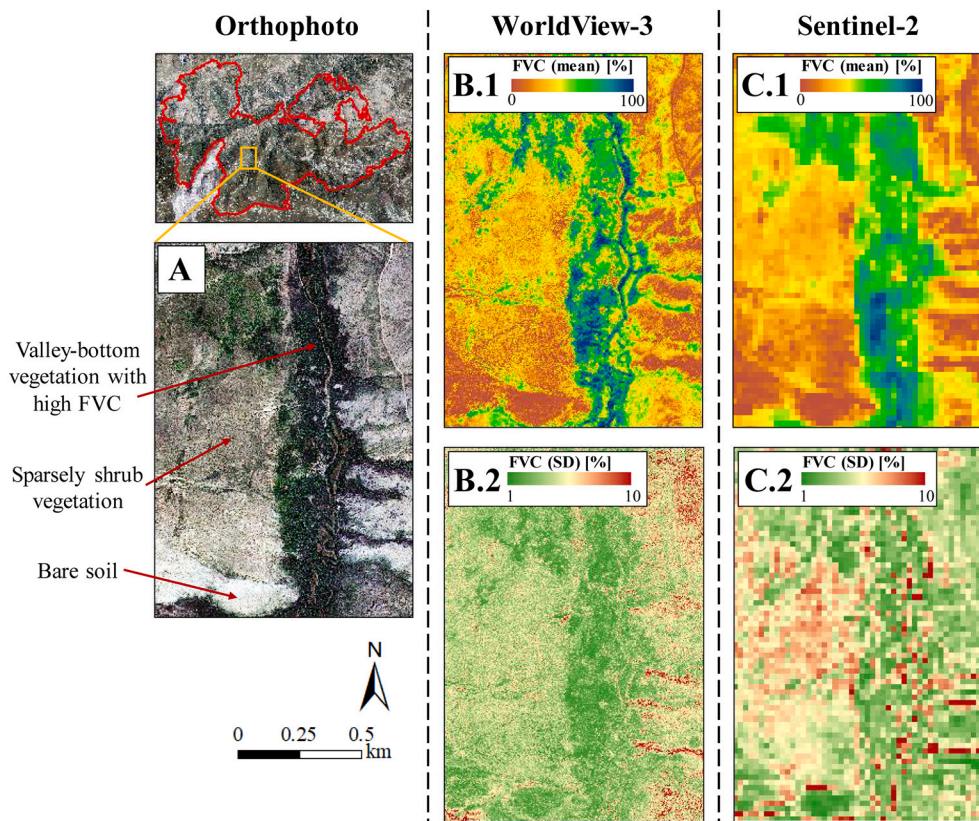 Orthophoto
WorldView-3
Sentinel-2
B.1
FVC (mean) [%]
0
100
C.1
FVC (mean) [%]
0
100
A
Valley-bottom
vegetation with
high FVC
Sparsely shrub
vegetation
Bare soil
B.2
FVC (SD) [%]
1
10
C.2
FVC (SD) [%]
1
10
N
0
0.25
0.5
km